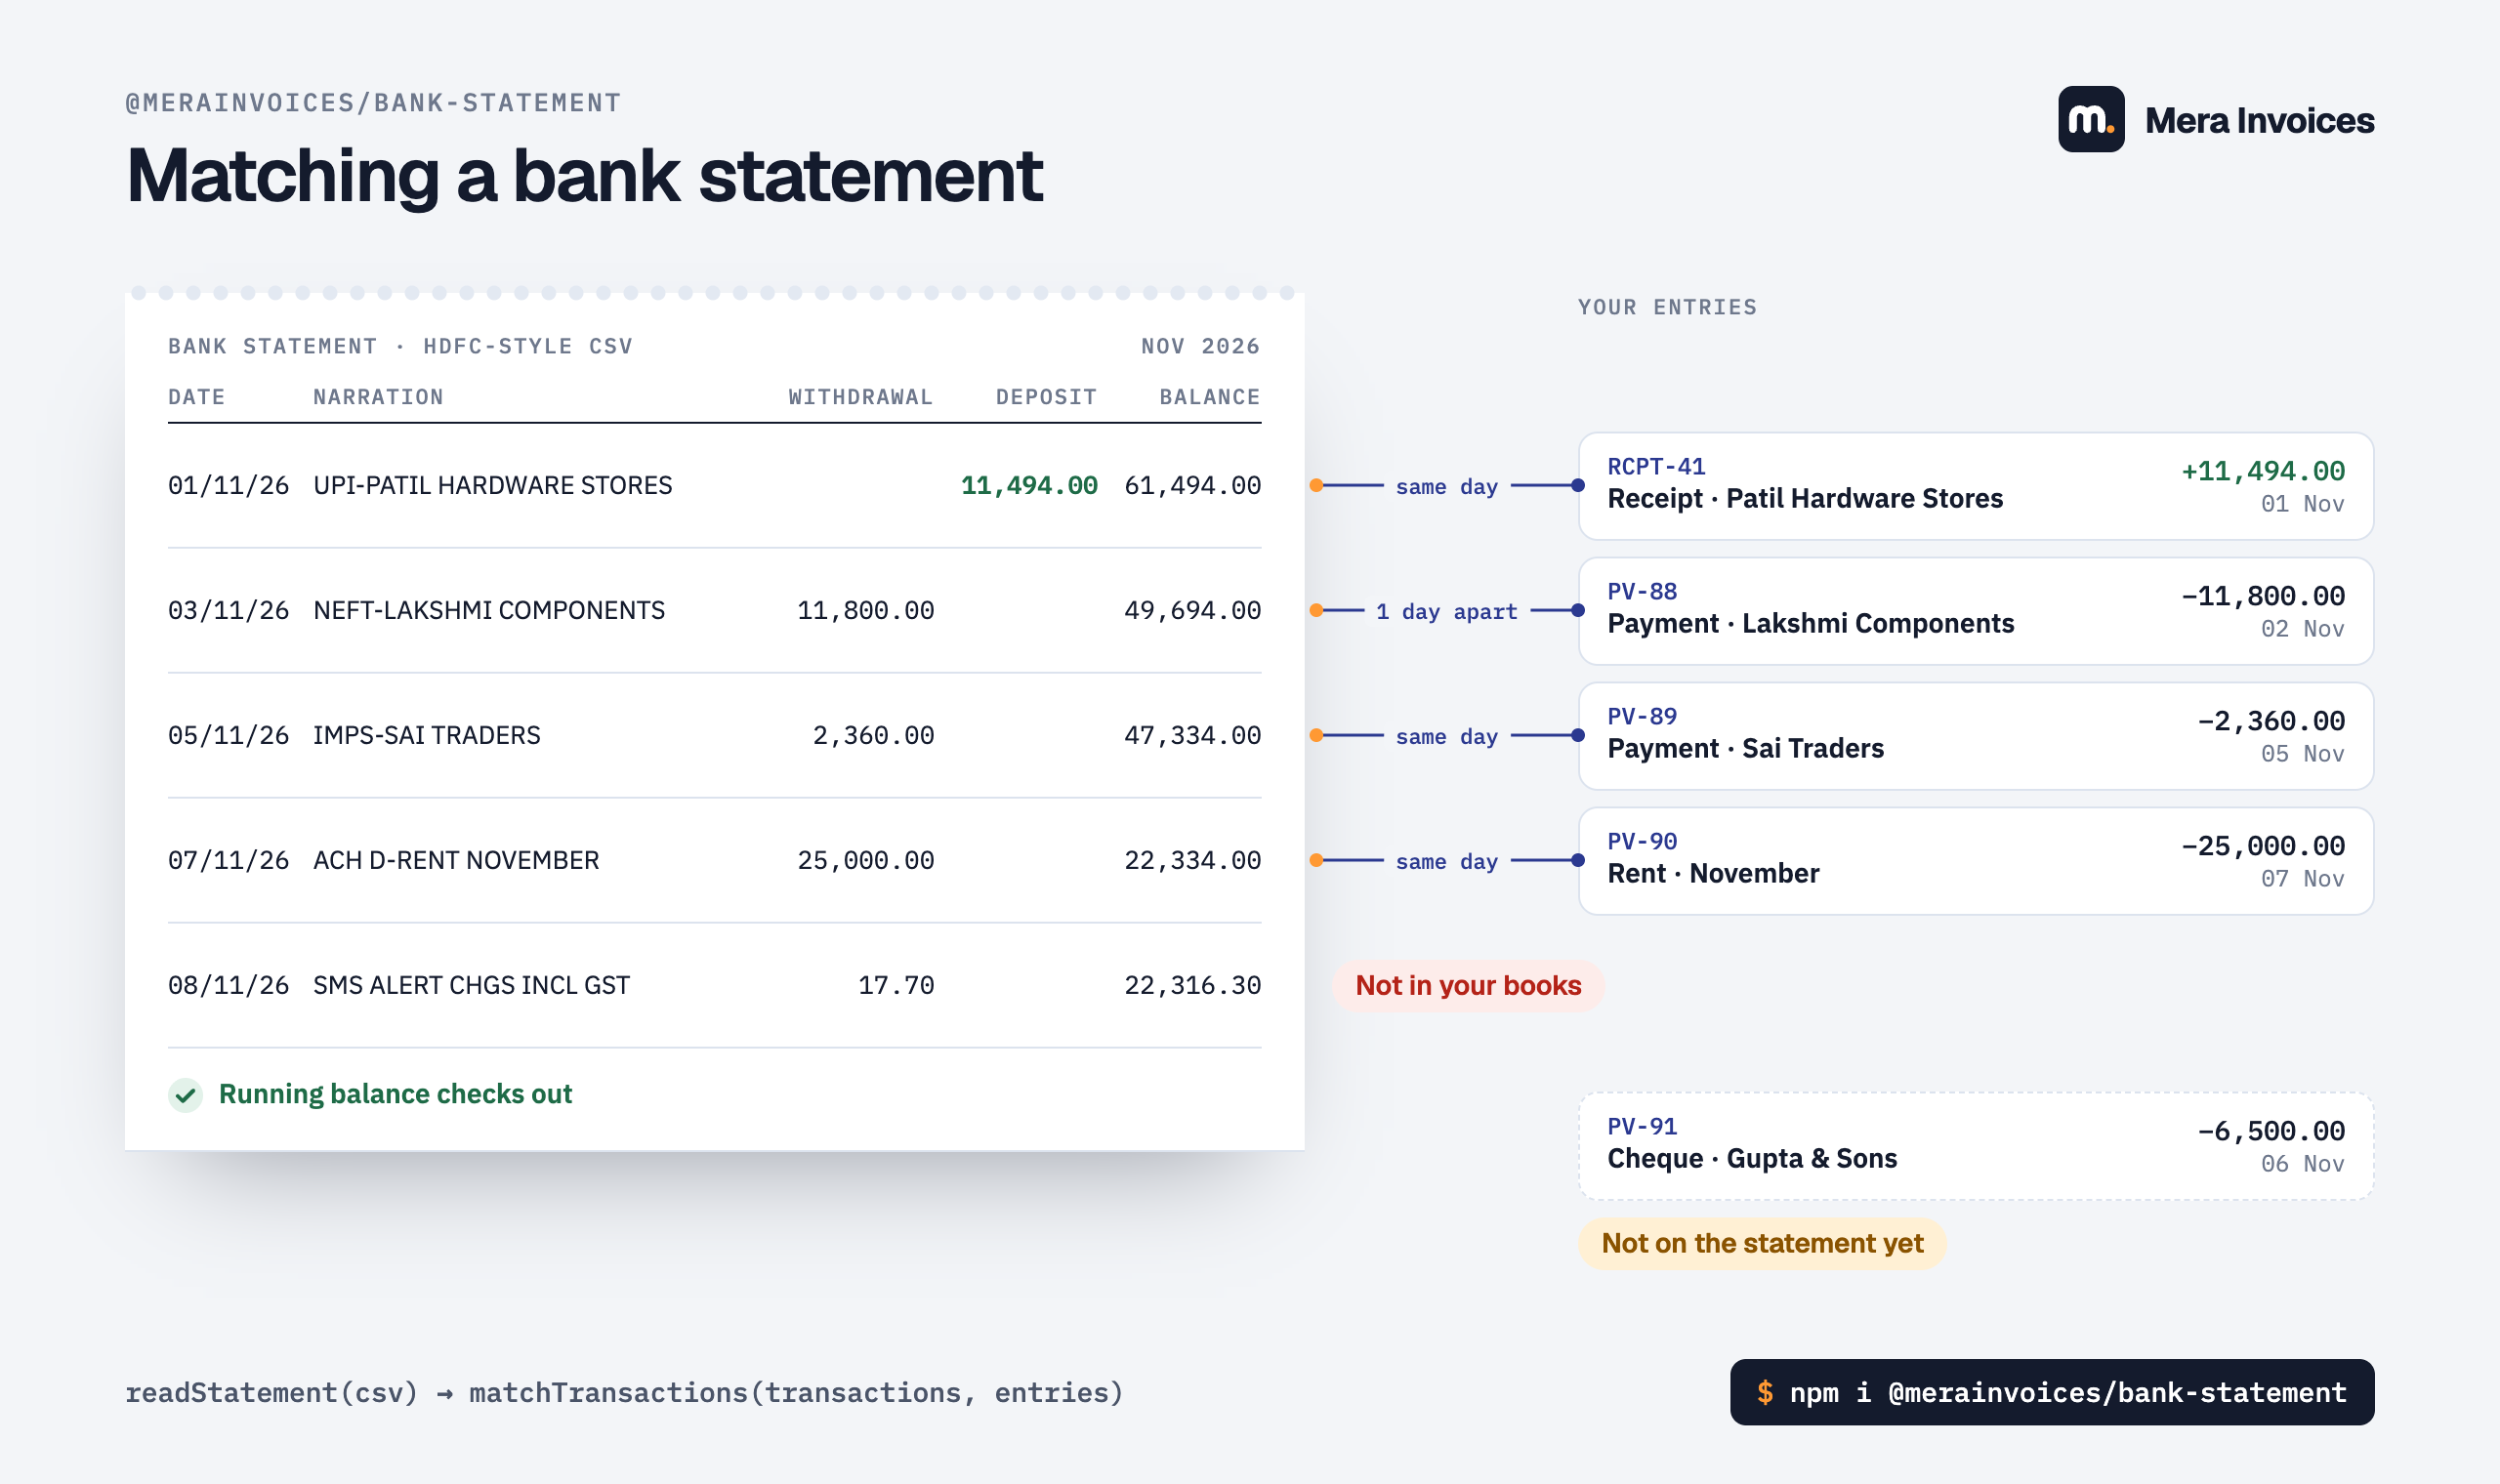 @MERAINVOICES/BANK-STATEMENT
Matching a bank statement
m. Mera Invoices
BANK STATEMENT · HDFC-STYLE CSV NOV 2026
DATE NARRATION WITHDRAWAL DEPOSIT BALANCE
01/11/26 UPI-PATIL HARDWARE STORES 11,494.00 61,494.00
03/11/26 NEFT-LAKSHMI COMPONENTS 11,800.00 49,694.00
05/11/26 IMPS-SAI TRADERS 2,360.00 47,334.00
07/11/26 ACH D-RENT NOVEMBER 25,000.00 22,334.00
08/11/26 SMS ALERT CHGS INCL GST 17.70 22,316.30
Running balance checks out
same day
1 day apart
same day
same day
Not in your books
YOUR ENTRIES
RCPT-41 +11,494.00
Receipt · Patil Hardware Stores 01 Nov
PV-88 −11,800.00
Payment · Lakshmi Components 02 Nov
PV-89 −2,360.00
Payment · Sai Traders 05 Nov
PV-90 −25,000.00
Rent · November 07 Nov
PV-91 −6,500.00
Cheque · Gupta & Sons 06 Nov
Not on the statement yet
readStatement(csv) → matchTransactions(transactions, entries)
$ npm i @merainvoices/bank-statement